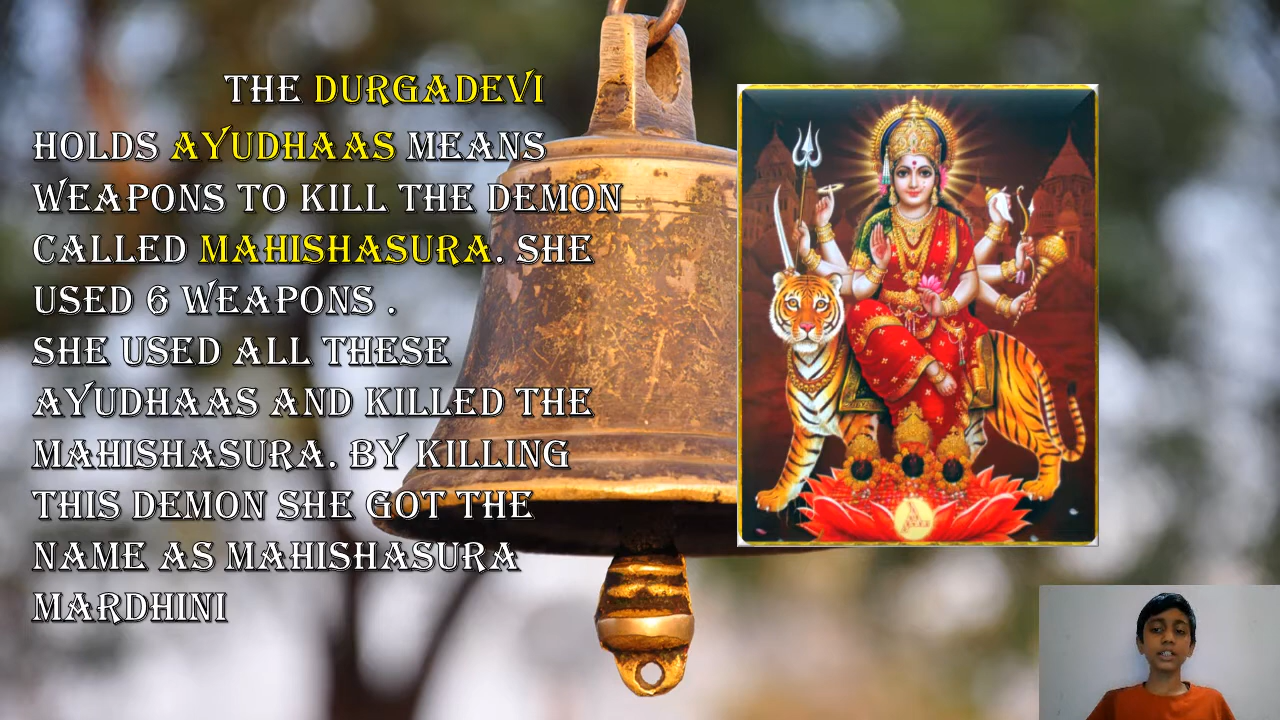 THE DURGADEVI
HOLDS AYUDHAAS MEANS
WEAPONS TO KILL THE DEMON
CALLED MAHISHASURA. SHE
USED 6 WEAPONS .
SHE USED ALL THESE
AYUDHAAS AND KILLED THE
MAHISHASURA. BY KILLING
THIS DEMON SHE GOT THE
NAME AS MAHISHASURA
MARDHINI